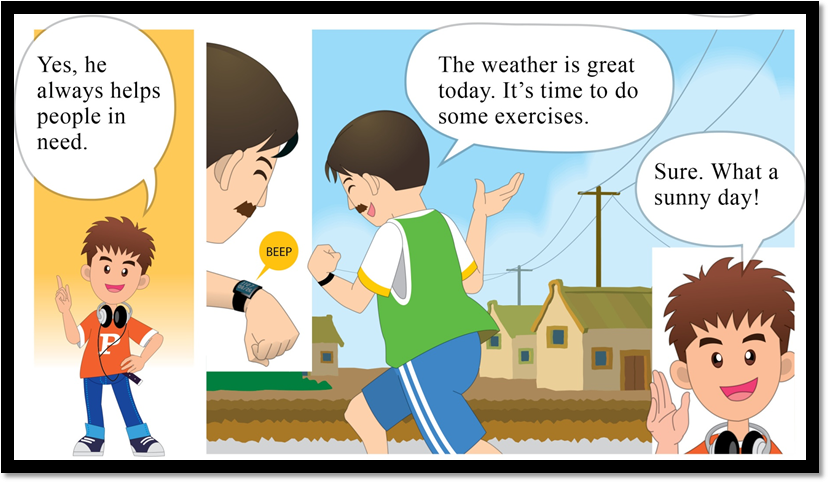 Yes, he
always helps
people in
need.
BEEP
P
The weather is great
today. It’s time to do
some exercises.
Sure. What a
sunny day!